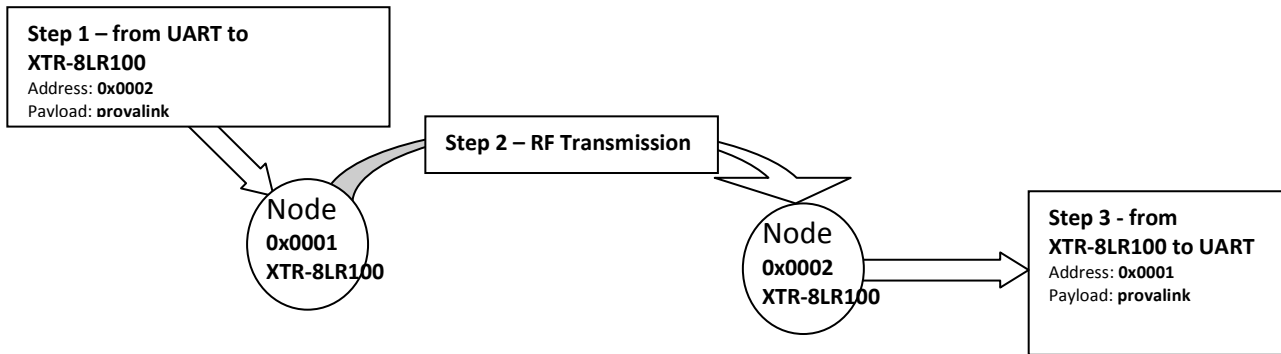 Step 1 – from UART to
XTR-8LR100
Address: 0x0002
Payload: provalink
Step 2 – RF Transmission
Node
0x0001
XTR-8LR100
Node
0x0002
XTR-8LR100
Step 3 - from
XTR-8LR100 to UART
Address: 0x0001
Payload: provalink